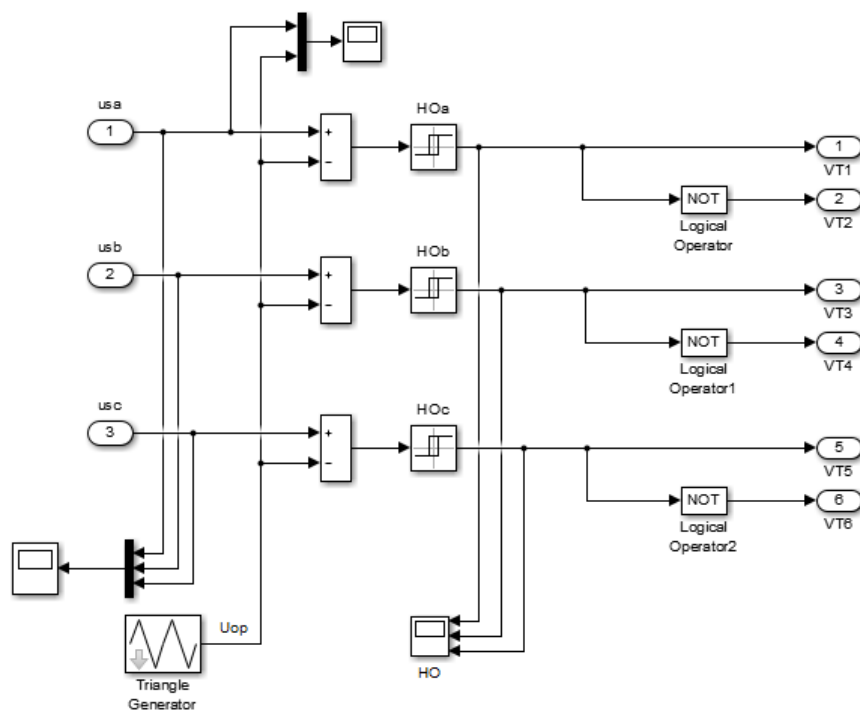 usa
1
+
−
HOa
1
VT1
NOT
2
VT2
Logical
Operator
usb
2
+
−
HOb
3
VT3
NOT
4
VT4
Logical
Operator1
usc
3
+
−
HOc
5
VT5
NOT
6
VT6
Logical
Operator2
Uop
Triangle
Generator
HO